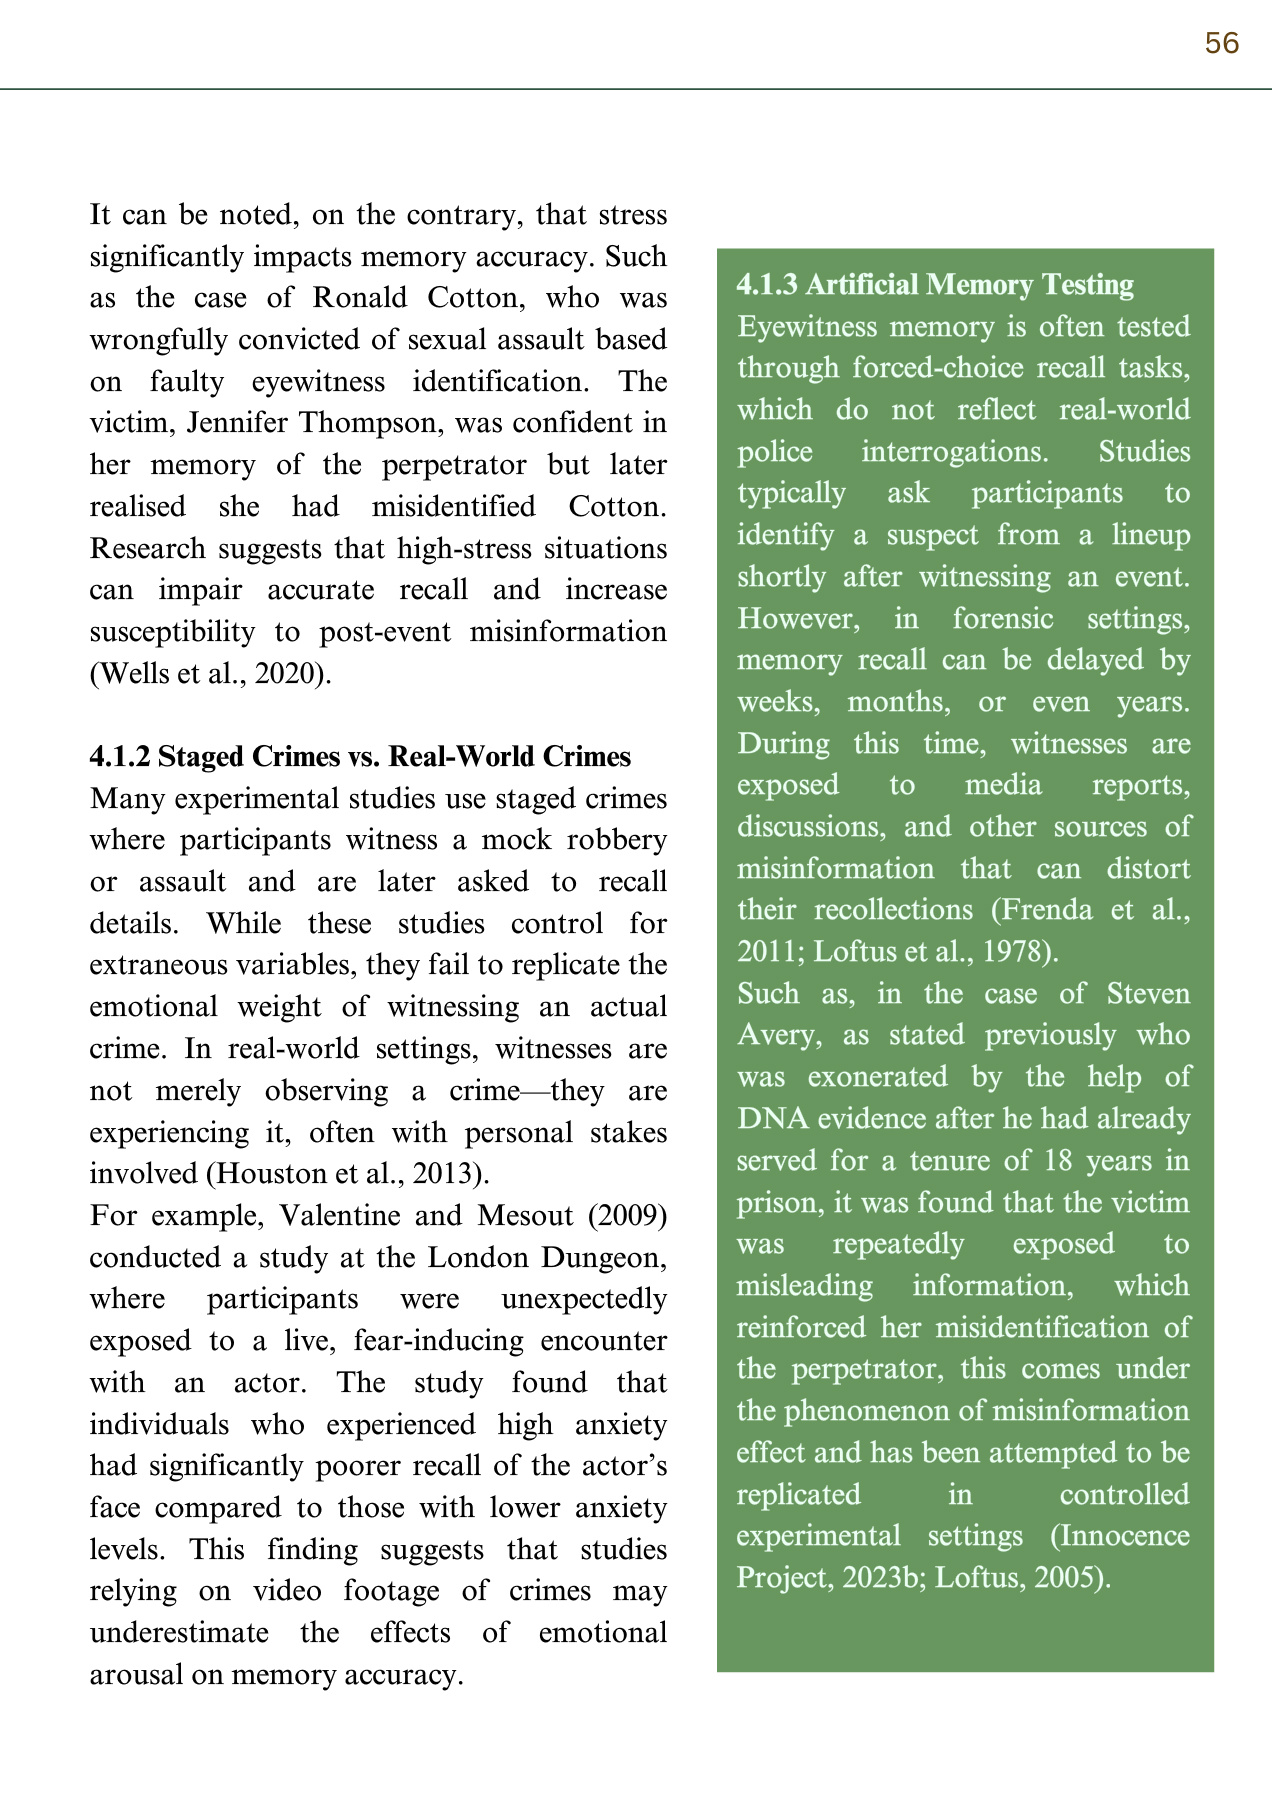 56
It can be noted, on the contrary, that stress
significantly impacts memory accuracy. Such
as the case of Ronald Cotton, who was
wrongfully convicted of sexual assault based
on faulty eyewitness identification. The
victim, Jennifer Thompson, was confident in
her memory of the perpetrator but later
realised she had misidentified Cotton.
Research suggests that high-stress situations
can impair accurate recall and increase
susceptibility to post-event misinformation
(Wells et al., 2020).
4.1.2 Staged Crimes vs. Real-World Crimes
Many experimental studies use staged crimes
where participants witness a mock robbery
or assault and are later asked to recall
details. While these studies control for
extraneous variables, they fail to replicate the
emotional weight of witnessing an actual
crime. In real-world settings, witnesses are
not merely observing a crime—they are
experiencing it, often with personal stakes
involved (Houston et al., 2013).
For example, Valentine and Mesout (2009)
conducted a study at the London Dungeon,
where participants were unexpectedly
exposed to a live, fear-inducing encounter
with an actor. The study found that
individuals who experienced high anxiety
had significantly poorer recall of the actor’s
face compared to those with lower anxiety
levels. This finding suggests that studies
relying on video footage of crimes may
underestimate the effects of emotional
arousal on memory accuracy.
4.1.3 Artificial Memory Testing
Eyewitness memory is often tested
through forced-choice recall tasks,
which do not reflect real-world
police interrogations. Studies
typically ask participants to
identify a suspect from a lineup
shortly after witnessing an event.
However, in forensic settings,
memory recall can be delayed by
weeks, months, or even years.
During this time, witnesses are
exposed to media reports,
discussions, and other sources of
misinformation that can distort
their recollections (Frenda et al.,
2011; Loftus et al., 1978).
Such as, in the case of Steven
Avery, as stated previously who
was exonerated by the help of
DNA evidence after he had already
served for a tenure of 18 years in
prison, it was found that the victim
was repeatedly exposed to
misleading information, which
reinforced her misidentification of
the perpetrator, this comes under
the phenomenon of misinformation
effect and has been attempted to be
replicated in controlled
experimental settings (Innocence
Project, 2023b; Loftus, 2005).